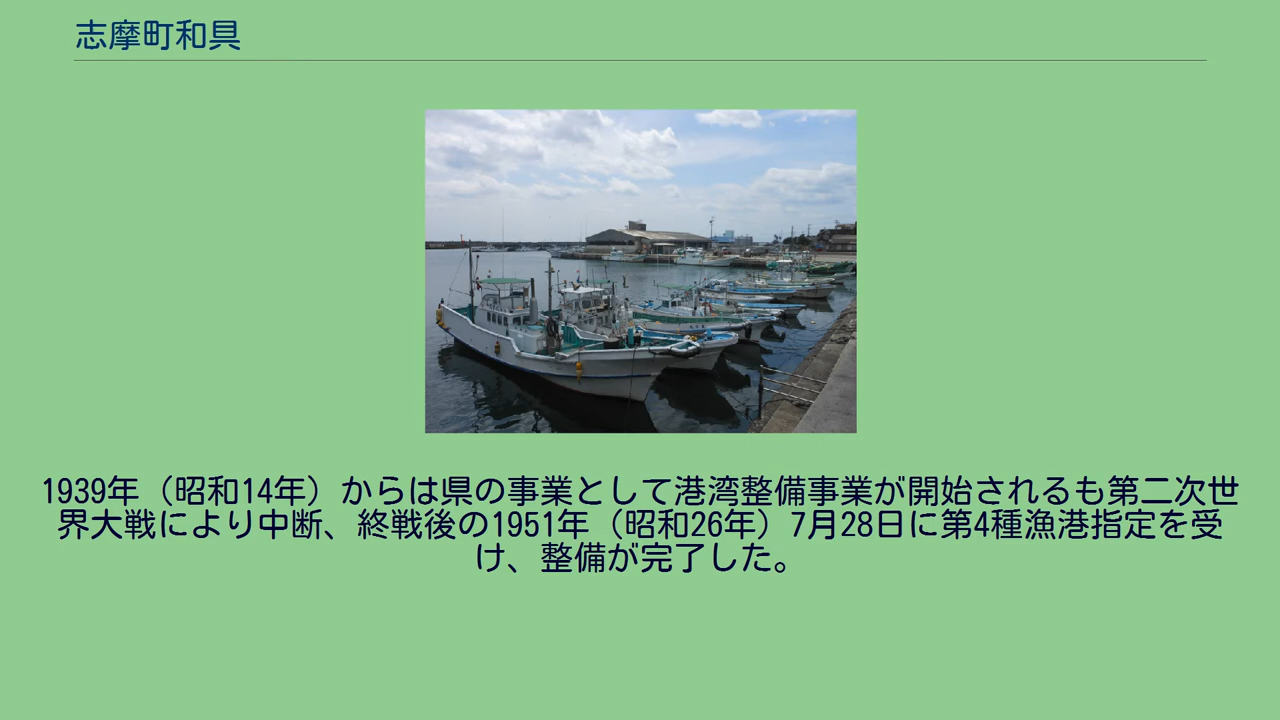 志摩町和具
1939年（昭和14年）からは県の事業として港湾整備事業が開始されるも第二次世
界大戦により中断、終戦後の1951年（昭和26年）7月28日に第4種漁港指定を受
け、整備が完了した。